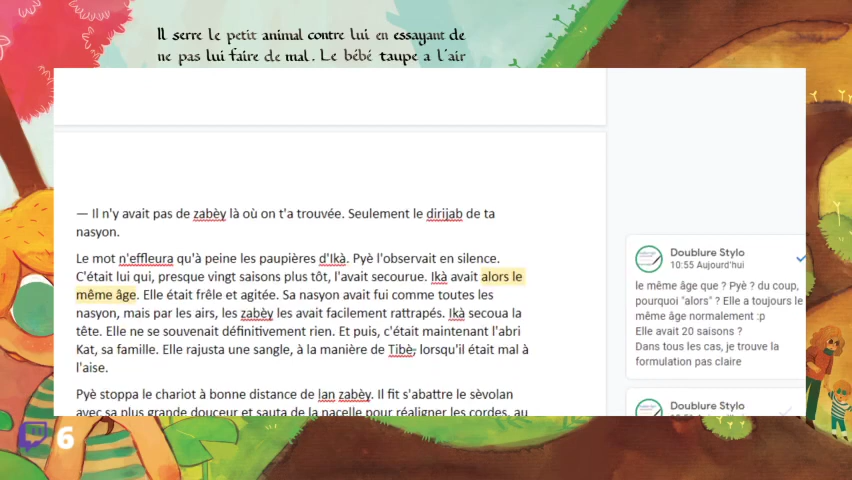 Il serre le petit animal contre lui en essayant de
ne pas lui faire de mal. Le bébé taupe a l'air
— Il n'y avait pas de zabèy là où on t'a trouvée. Seulement le dirijab de ta
nasyon.
Le mot n'effleura qu'à peine les paupières d'Ikà. Pyè l'observait en silence.
C'était lui qui, presque vingt saisons plus tôt, l'avait secourue. Ikà avait alors le
même âge. Elle était frêle et agitée. Sa nasyon avait fui comme toutes les
nasyon, mais par les airs, les zabèy les avait facilement rattrapés. Ikà secoua la
tête. Elle ne se souvenait définitivement rien. Et puis, c'était maintenant l'abri
Kat, sa famille. Elle rajusta une sangle, à la manière de Tibè, lorsqu'il était mal à
l'aise.
Pyè stoppa le chariot à bonne distance de lan zabèy. Il fit s'abattre le sèvolan
avec sa plus grande douceur et sauta de la nacelle pour réaligner les cordes, au
Doublure Stylo
10:55 Aujourd'hui
le même âge que ? Pyè ? du coup,
pourquoi "alors" ? Elle a toujours le
même âge normalement :p
Elle avait 20 saisons ?
Dans tous les cas, je trouve la
formulation pas claire
Doublure Stylo
6